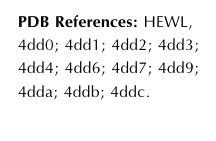 PDB References: HEWL,
4dd0; 4dd1; 4dd2; 4dd3;
4dd4; 4dd6; 4dd7; 4dd9;
4dda; 4ddb; 4ddc.